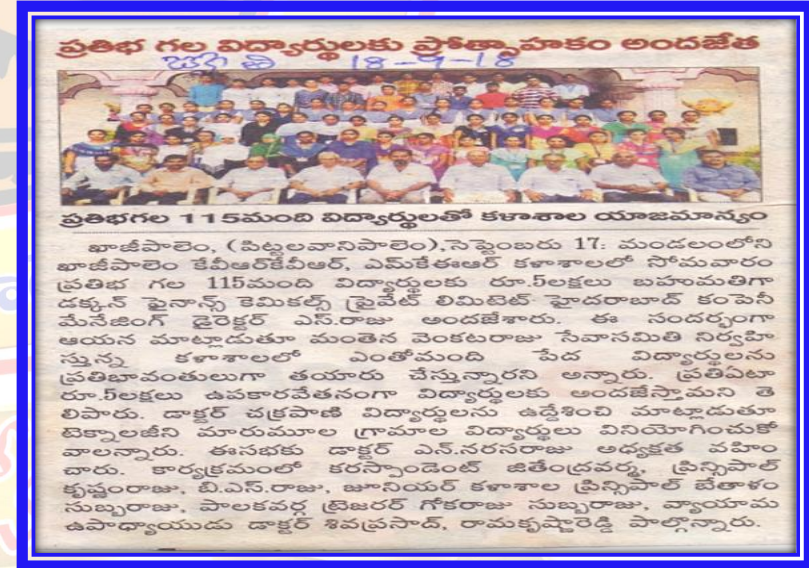 ప్రతిభ గల విద్యార్థులకు ప్రోత్సాహకం అందజేత
18-9-18
ప్రతిభగల 115మంది విద్యార్థులతో కళాశాల యాజమాన్యం
ఖాజీపాలెం, (పిట్టలవానిపాలెం),సెప్టెంబరు 17: మండలంలోని
ఖాజీపాలెం కేవీఆర్‌కేవీఆర్, ఎమ్‌కేఈఆర్ కళాశాలలో సోమవారం
ప్రతిభ గల 115మంది విద్యార్థులకు రూ.5లక్షలు బహుమతిగా
డక్కన్ ఫైనాన్స్ కెమికల్స్ ప్రైవేట్ లిమిటెట్ హైదరాబాద్ కంపెనీ
మేనేజింగ్ డైరెక్టర్ ఎస్.రాజు అందజేశారు. ఈ సందర్భంగా
ఆయన మాట్లాడుతూ మంతెన వెంకటరాజు సేవాసమితి నిర్వహి
స్తున్న కళాశాలలో ఎంతోమంది పేద విద్యార్థులను
ప్రతిభావంతులుగా తయారు చేస్తున్నారని అన్నారు. ప్రతిఏటా
రూ.5లక్షలు ఉపకారవేతనంగా విద్యార్థులకు అందజేస్తామని తె
లిపారు. డాక్టర్ చక్రపాణి విద్యార్థులను ఉద్దేశించి మాట్లాడుతూ
టెక్నాలజీని మారుమూల గ్రామాల విద్యార్థులు వినియోగించుకో
వాలన్నారు. ఈసభకు డాక్టర్ ఎన్.నరసరాజు అధ్యక్షత వహిం
చారు. కార్యక్రమంలో కరస్పాండెంట్ జితేంద్రవర్మ, ప్రిన్సిపాల్
కృష్ణంరాజు, బి.ఎస్.రాజు, జూనియర్ కళాశాల ప్రిన్సిపాల్ బేతాళం
సుబ్బరాజు, పాలకవర్గ ట్రెజరర్ గోకరాజు సుబ్బరాజు, వ్యాయామ
ఉపాధ్యాయుడు డాక్టర్ శివప్రసాద్, రామకృష్ణారెడ్డి పాల్గొన్నారు.